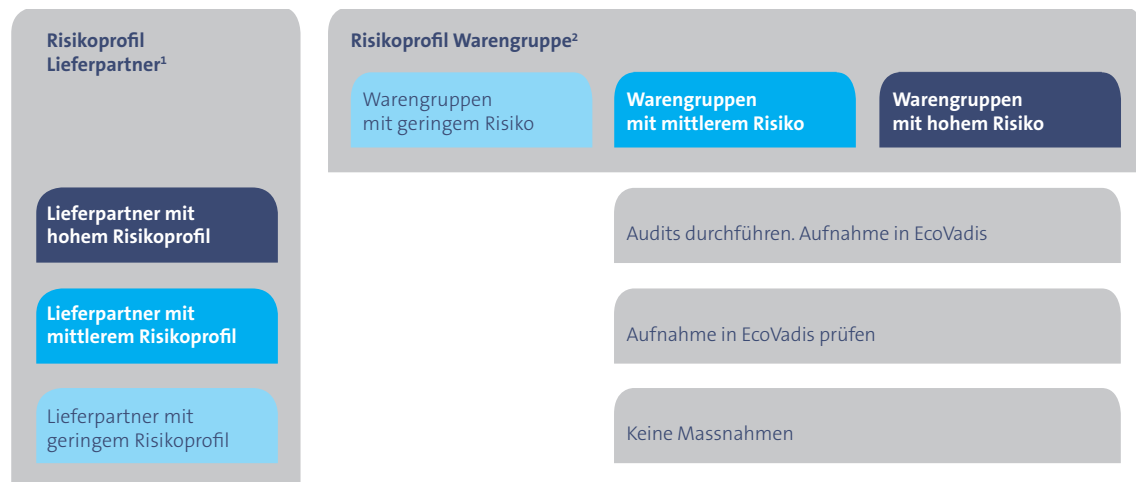 Risikoprofil
Lieferpartner¹
Risikoprofil Warengruppe²
Warengruppen
mit geringem Risiko
Warengruppen
mit mittlerem Risiko
Warengruppen
mit hohem Risiko
Lieferpartner mit
hohem Risikoprofil
Audits durchführen. Aufnahme in EcoVadis
Lieferpartner mit
mittlerem Risikoprofil
Aufnahme in EcoVadis prüfen
Lieferpartner mit
geringem Risikoprofil
Keine Massnahmen